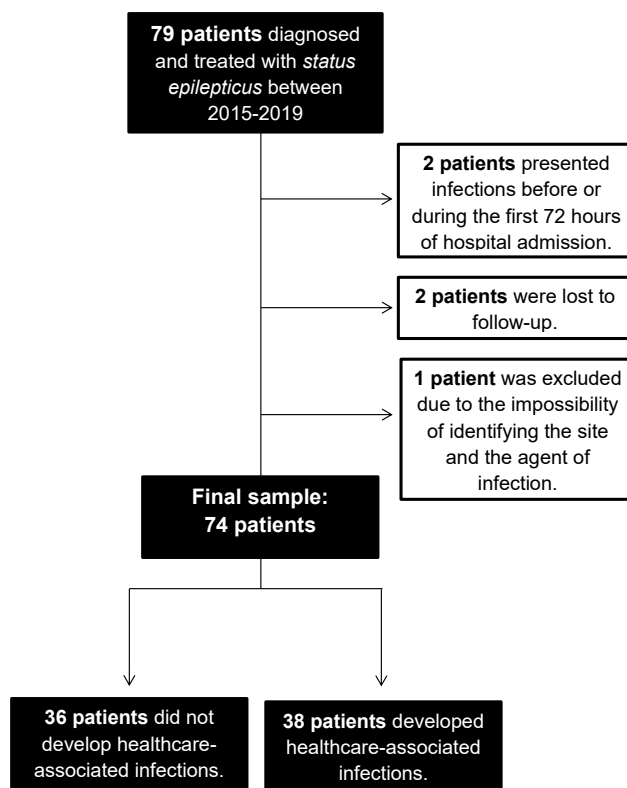 79 patients diagnosed
and treated with status
epilepticus between
2015-2019
2 patients presented
infections before or
during the first 72 hours
of hospital admission.
2 patients were lost to
follow-up.
1 patient was excluded
due to the impossibility
of identifying the site
and the agent of
infection.
Final sample:
74 patients
36 patients did not
develop healthcare-
associated infections.
38 patients developed
healthcare-associated
infections.